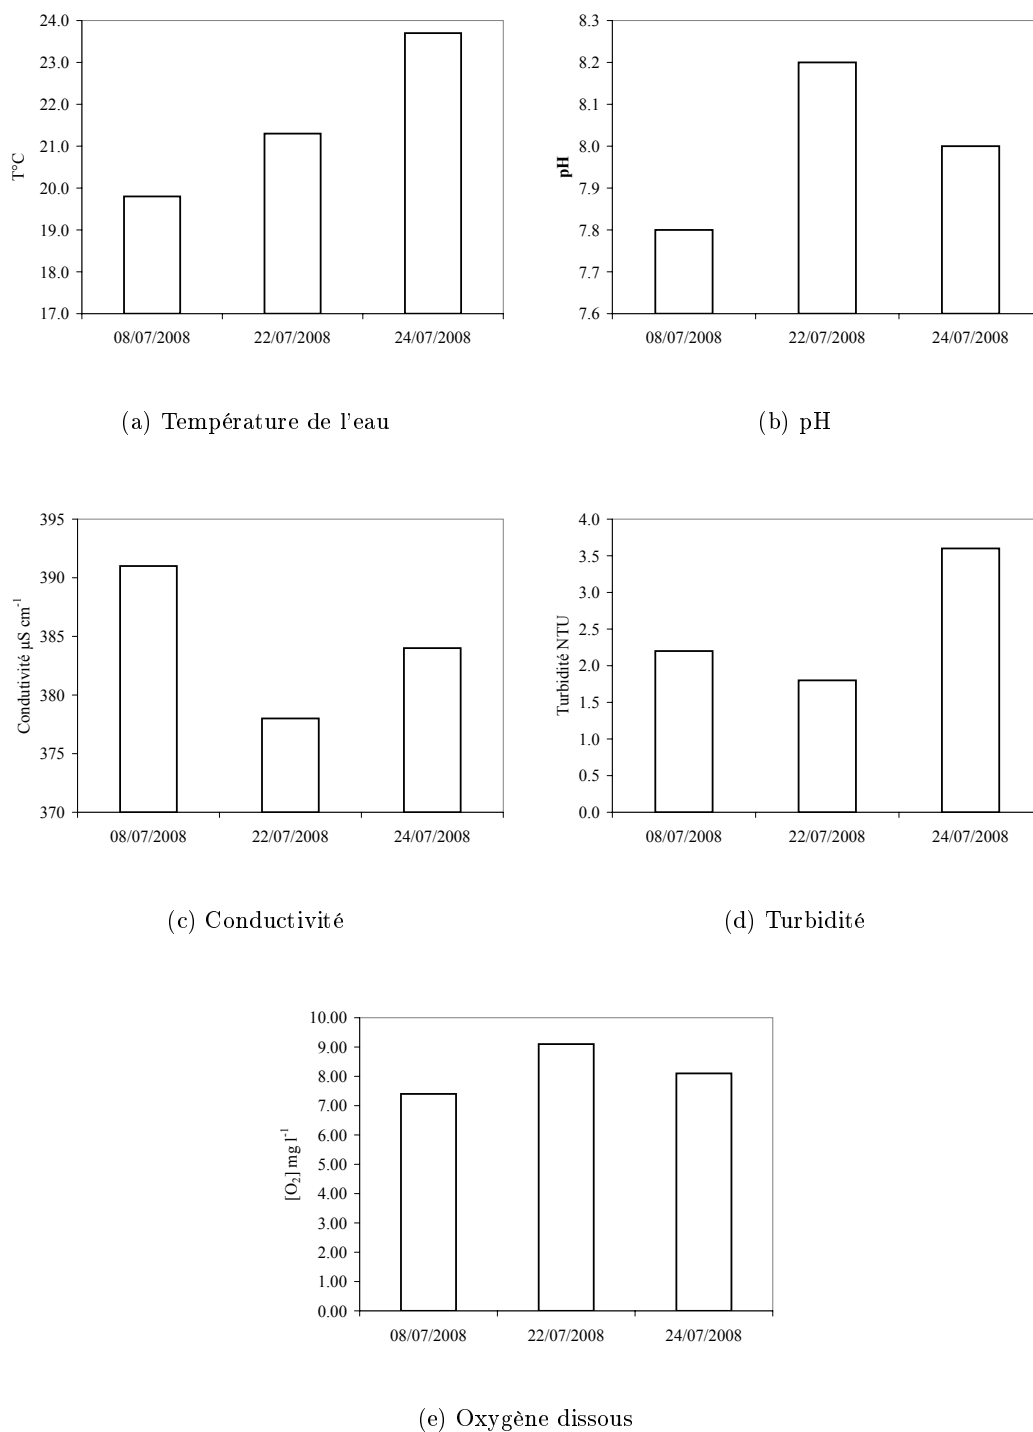 24.0
23.0
22.0
21.0
20.0
19.0
18.0
17.0
T°C
08/07/2008 22/07/2008 24/07/2008
(a) Température de l'eau
8.3
8.2
8.1
8.0
7.9
7.8
7.7
7.6
pH
08/07/2008 22/07/2008 24/07/2008
(b) pH
395
390
385
380
375
370
Condutivité µS cm⁻¹
08/07/2008 22/07/2008 24/07/2008
(c) Conductivité
4.0
3.5
3.0
2.5
2.0
1.5
1.0
0.5
0.0
Turbidité NTU
08/07/2008 22/07/2008 24/07/2008
(d) Turbidité
10.00
9.00
8.00
7.00
6.00
5.00
4.00
3.00
2.00
1.00
0.00
[O₂] mg l⁻¹
08/07/2008 22/07/2008 24/07/2008
(e) Oxygène dissous